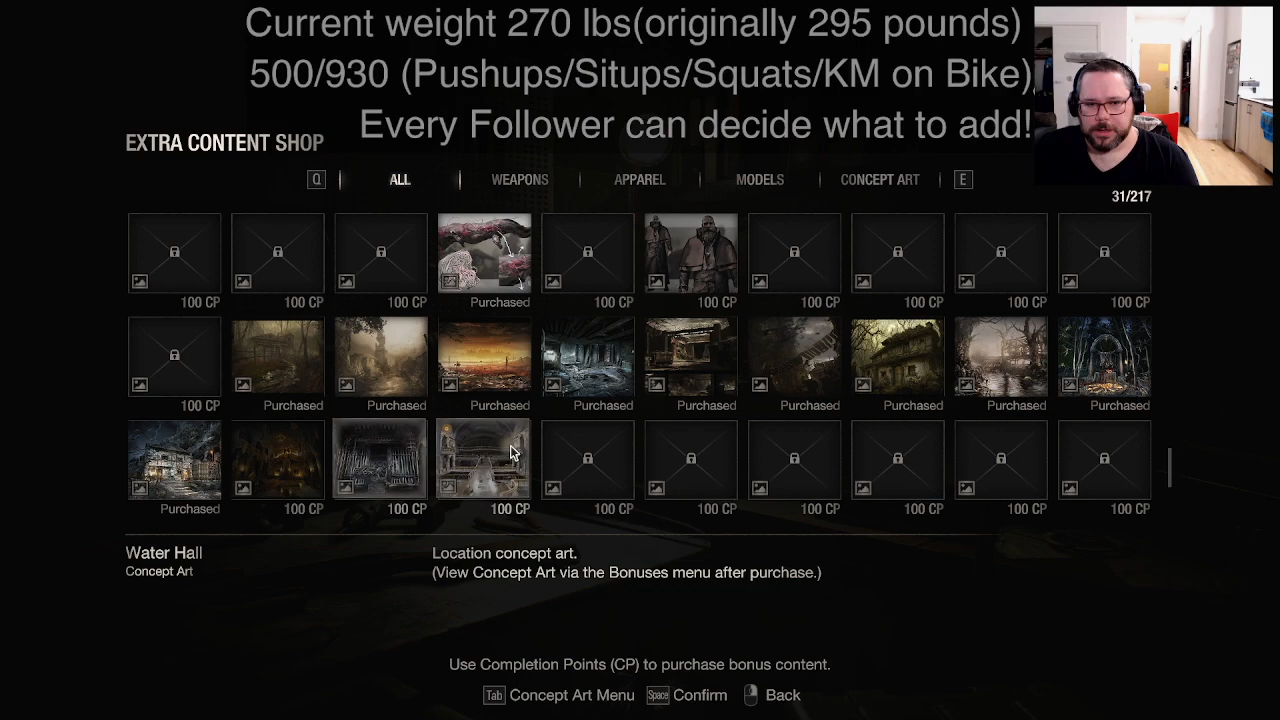 Current weight 270 lbs(originally 295 pounds)
500/930 (Pushups/Situps/Squats/KM on Bike)
Every Follower can decide what to add!
EXTRA CONTENT SHOP
Q ALL WEAPONS APPAREL MODELS CONCEPT ART E
31/217
100 CP 100 CP 100 CP Purchased 100 CP 100 CP 100 CP 100 CP 100 CP 100 CP
100 CP Purchased Purchased Purchased Purchased Purchased Purchased Purchased Purchased Purchased
Purchased 100 CP 100 CP 100 CP 100 CP 100 CP 100 CP 100 CP 100 CP 100 CP
Water Hall Location concept art.
Concept Art (View Concept Art via the Bonuses menu after purchase.)
Use Completion Points (CP) to purchase bonus content.
Tab Concept Art Menu Space Confirm Back